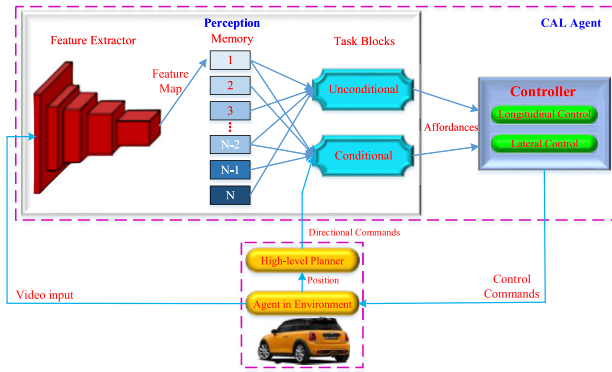 Perception
CAL Agent
Feature Extractor
Memory
Task Blocks
Feature
Map
1
2
3
N-2
N-1
N
Unconditional
Conditional
Affordances
Controller
Longitudinal Control
Lateral Control
Directional Commands
High-level Planner
Position
Agent in Environment
Video input
Control
Commands